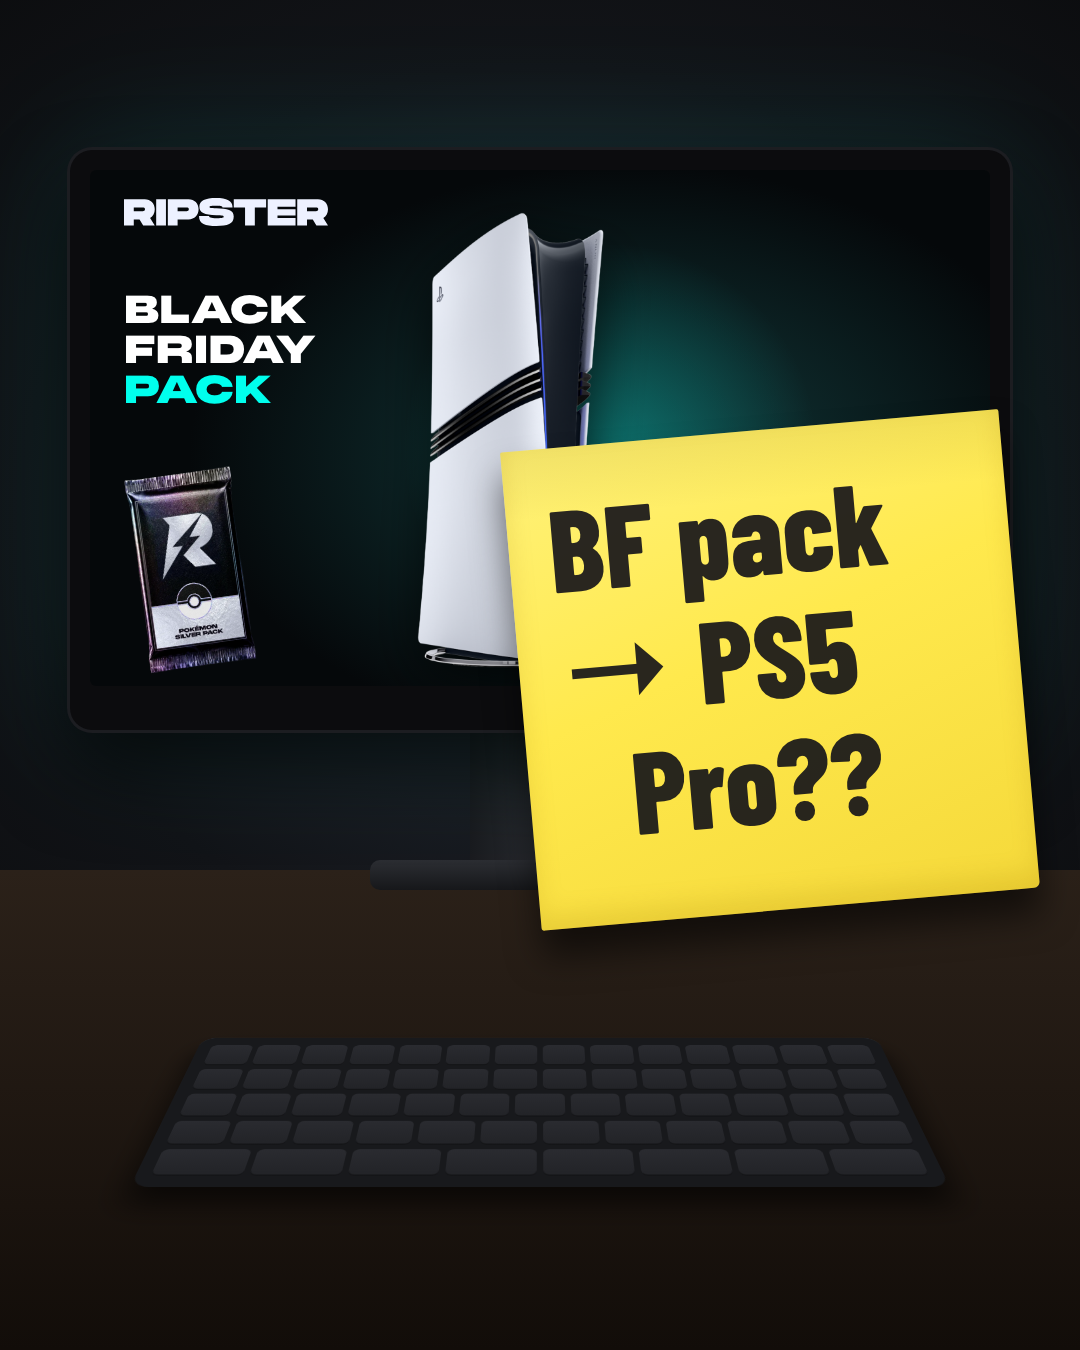 RIPSTER
BLACK
FRIDAY
PACK
POKÉMON
SILVER PACK
BF pack
→ PS5
Pro??